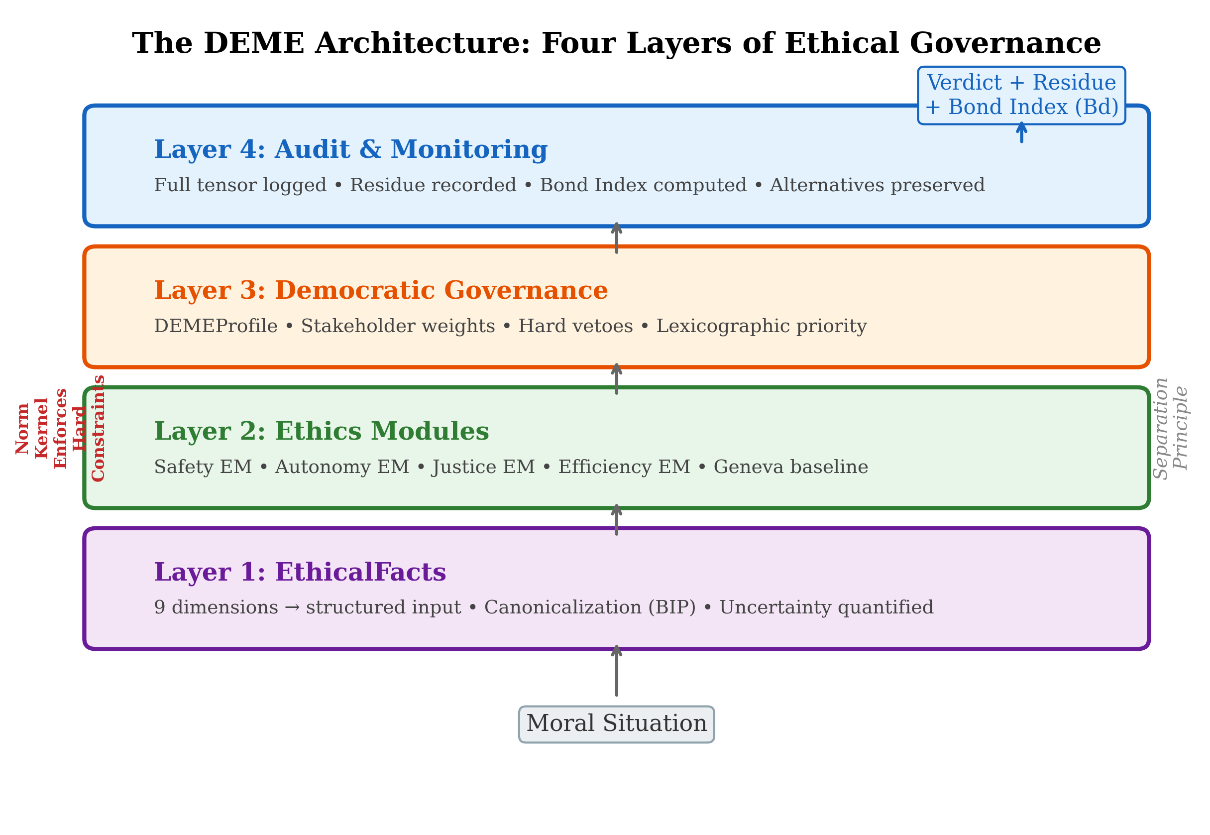 The DEME Architecture: Four Layers of Ethical Governance
Verdict + Residue
+ Bond Index (Bd)
Layer 4: Audit & Monitoring
Full tensor logged • Residue recorded • Bond Index computed • Alternatives preserved
Layer 3: Democratic Governance
DEMEProfile • Stakeholder weights • Hard vetoes • Lexicographic priority
Norm
Kernel
Enforces
Hard
Constraints
Layer 2: Ethics Modules
Safety EM • Autonomy EM • Justice EM • Efficiency EM • Geneva baseline
Separation
Principle
Layer 1: EthicalFacts
9 dimensions → structured input • Canonicalization (BIP) • Uncertainty quantified
Moral Situation